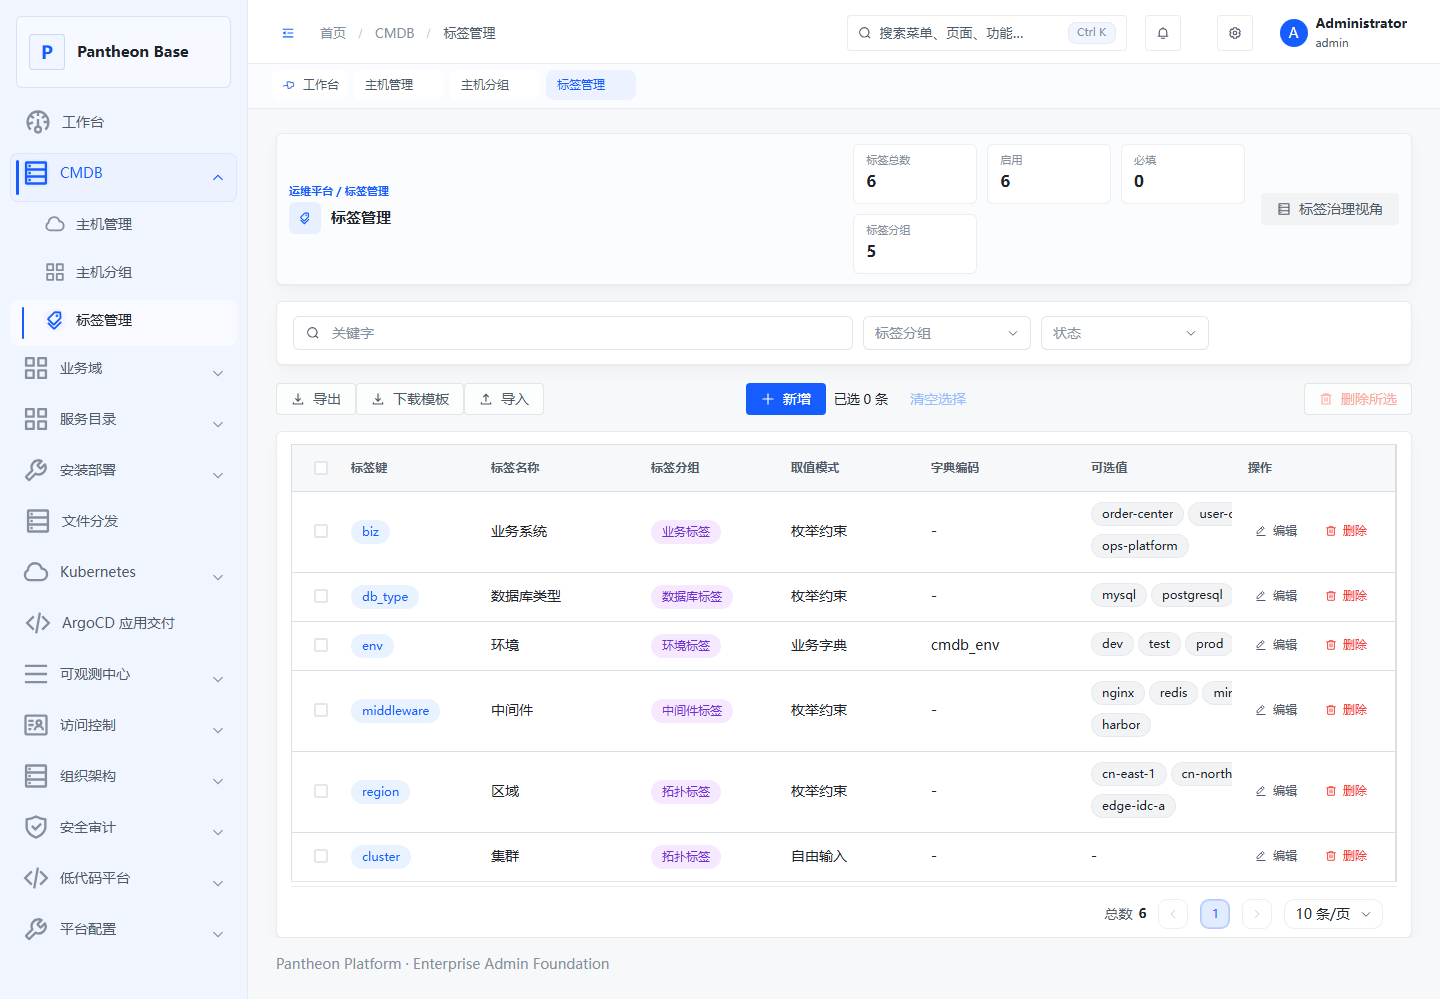 P Pantheon Base
工作台
CMDB
主机管理
主机分组
标签管理
业务域
服务目录
安装部署
文件分发
Kubernetes
ArgoCD 应用交付
可观测中心
访问控制
组织架构
安全审计
低代码平台
平台配置
首页 / CMDB / 标签管理
搜索菜单、页面、功能... Ctrl K
A Administrator
admin
工作台 主机管理 主机分组 标签管理
运维平台 / 标签管理
标签管理
标签总数
6
启用
6
必填
0
标签分组
5
标签治理视角
关键字 标签分组 状态
导出 下载模板 导入 新增 已选 0 条 清空选择 删除所选
标签键 标签名称 标签分组 取值模式 字典编码 可选值 操作
biz 业务系统 业务标签 枚举约束 - order-center user-c ops-platform 编辑 删除
db_type 数据库类型 数据库标签 枚举约束 - mysql postgresql 编辑 删除
env 环境 环境标签 业务字典 cmdb_env dev test prod 编辑 删除
middleware 中间件 中间件标签 枚举约束 - nginx redis mir harbor 编辑 删除
region 区域 拓扑标签 枚举约束 - cn-east-1 cn-north edge-idc-a 编辑 删除
cluster 集群 拓扑标签 自由输入 - - 编辑 删除
总数 6 1 10 条/页
Pantheon Platform · Enterprise Admin Foundation